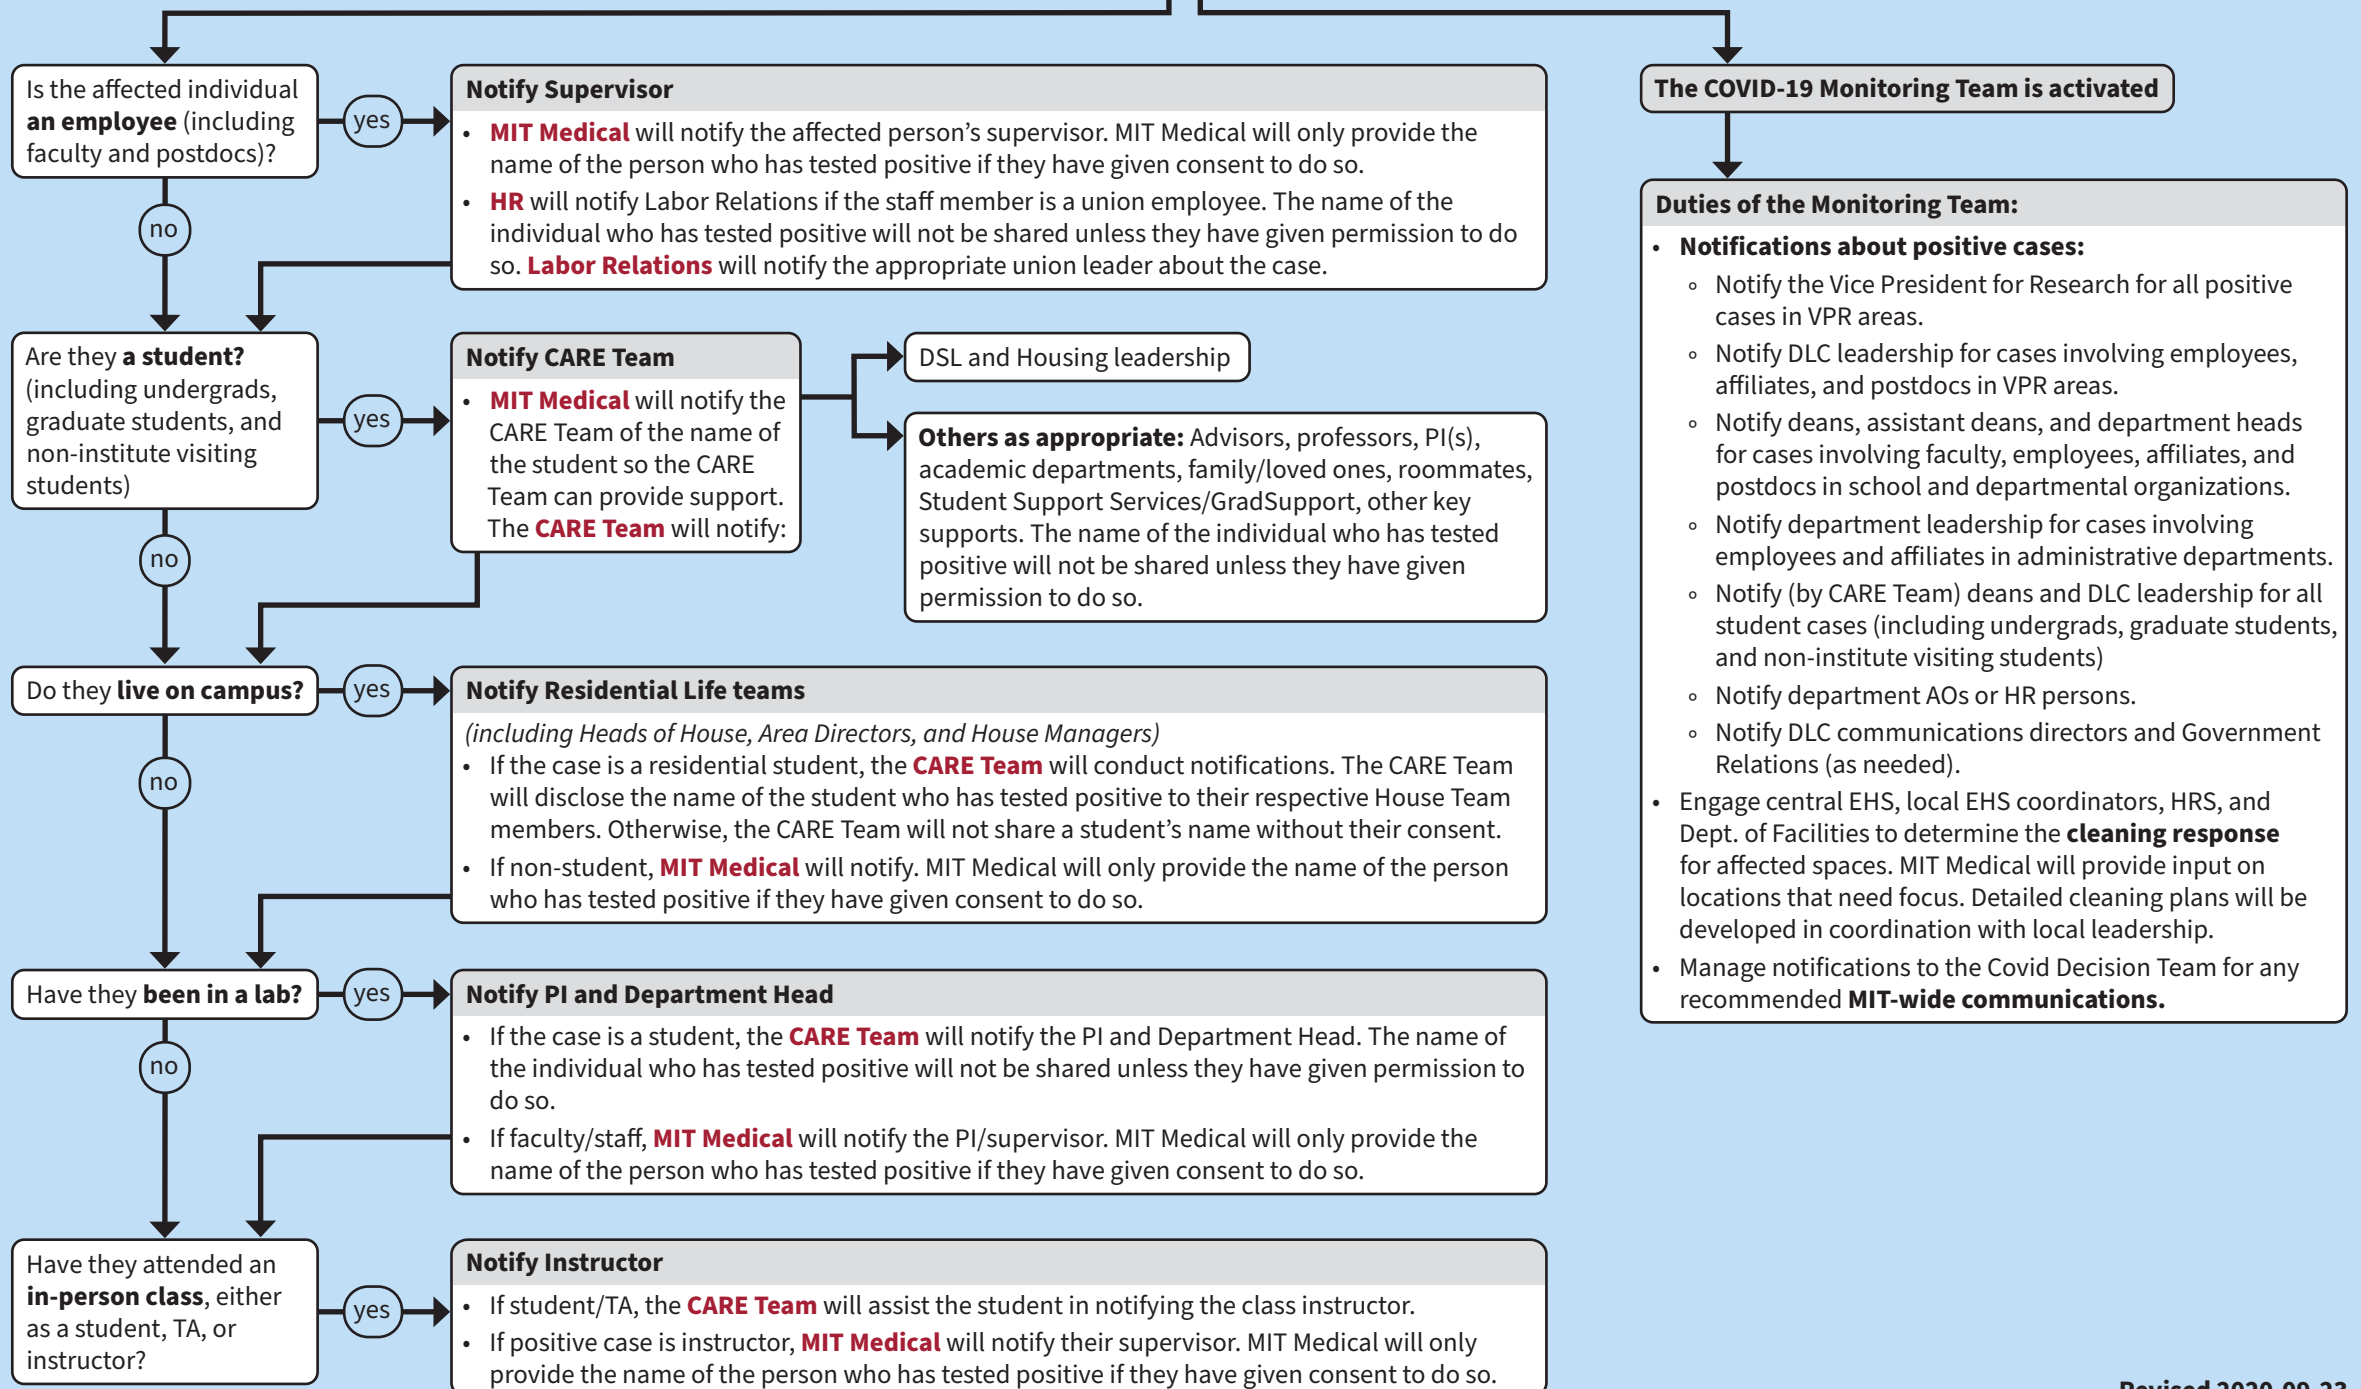 Is the affected individual
an employee (including
faculty and postdocs)?
yes
no
Notify Supervisor
• MIT Medical will notify the affected person's supervisor. MIT Medical will only provide the
name of the person who has tested positive if they have given consent to do so.
• HR will notify Labor Relations if the staff member is a union employee. The name of the
individual who has tested positive will not be shared unless they have given permission to do
so. Labor Relations will notify the appropriate union leader about the case.
Are they a student?
(including undergrads,
graduate students, and
non-institute visiting
students)
yes
no
Notify CARE Team
• MIT Medical will notify the
CARE Team of the name of
the student so the CARE
Team can provide support.
The CARE Team will notify:
DSL and Housing leadership
Others as appropriate: Advisors, professors, PI(s),
academic departments, family/loved ones, roommates,
Student Support Services/GradSupport, other key
supports. The name of the individual who has tested
positive will not be shared unless they have given
permission to do so.
Do they live on campus?
yes
no
Notify Residential Life teams
(including Heads of House, Area Directors, and House Managers)
• If the case is a residential student, the CARE Team will conduct notifications. The CARE Team
will disclose the name of the student who has tested positive to their respective House Team
members. Otherwise, the CARE Team will not share a student's name without their consent.
• If non-student, MIT Medical will notify. MIT Medical will only provide the name of the person
who has tested positive if they have given consent to do so.
Have they been in a lab?
yes
no
Notify PI and Department Head
• If the case is a student, the CARE Team will notify the PI and Department Head. The name of
the individual who has tested positive will not be shared unless they have given permission to
do so.
• If faculty/staff, MIT Medical will notify the PI/supervisor. MIT Medical will only provide the
name of the person who has tested positive if they have given consent to do so.
Have they attended an
in-person class, either
as a student, TA, or
instructor?
yes
Notify Instructor
• If student/TA, the CARE Team will assist the student in notifying the class instructor.
• If positive case is instructor, MIT Medical will notify their supervisor. MIT Medical will only
provide the name of the person who has tested positive if they have given consent to do so.
The COVID-19 Monitoring Team is activated
Duties of the Monitoring Team:
• Notifications about positive cases:
◦ Notify the Vice President for Research for all positive
cases in VPR areas.
◦ Notify DLC leadership for cases involving employees,
affiliates, and postdocs in VPR areas.
◦ Notify deans, assistant deans, and department heads
for cases involving faculty, employees, affiliates, and
postdocs in school and departmental organizations.
◦ Notify department leadership for cases involving
employees and affiliates in administrative departments.
◦ Notify (by CARE Team) deans and DLC leadership for all
student cases (including undergrads, graduate students,
and non-institute visiting students)
◦ Notify department AOs or HR persons.
◦ Notify DLC communications directors and Government
Relations (as needed).
• Engage central EHS, local EHS coordinators, HRS, and
Dept. of Facilities to determine the cleaning response
for affected spaces. MIT Medical will provide input on
locations that need focus. Detailed cleaning plans will be
developed in coordination with local leadership.
• Manage notifications to the Covid Decision Team for any
recommended MIT-wide communications.
Revised 2020-09-23